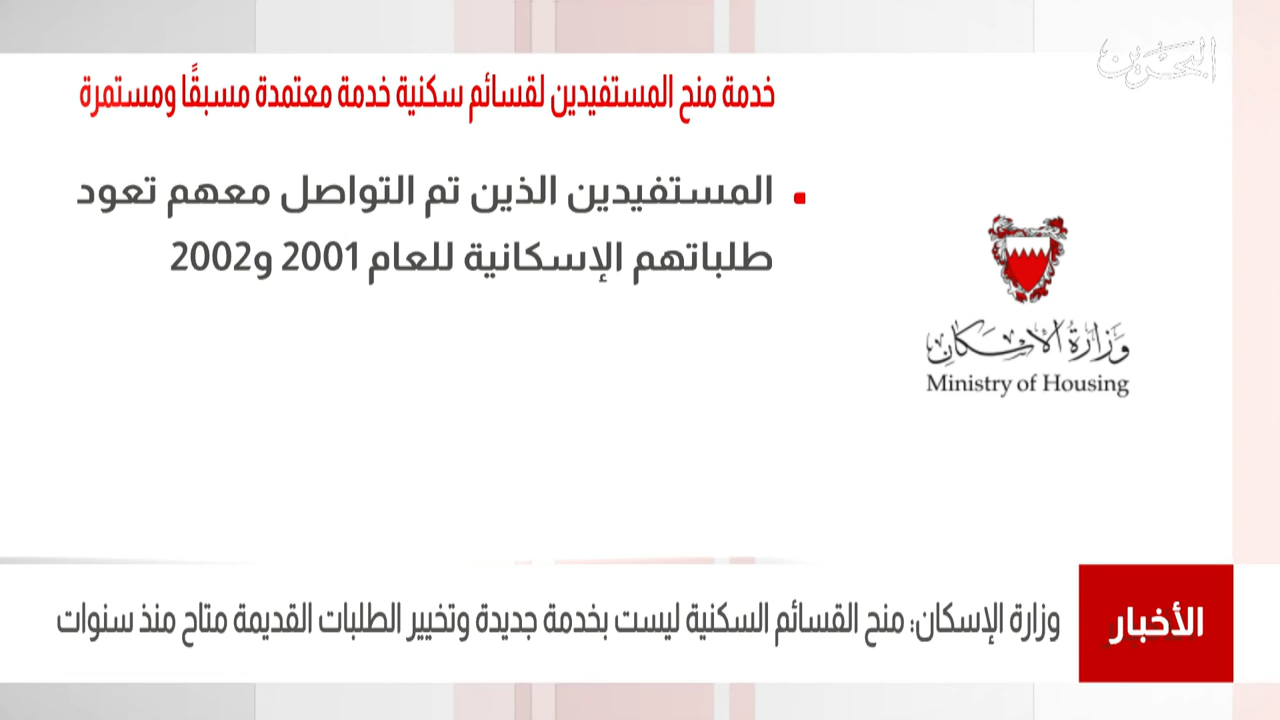 البحرين
خدمة منح المستفيدين لقسائم سكنية خدمة معتمدة مسبقًا ومستمرة
المستفيدين الذين تم التواصل معهم تعود
طلباتهم الإسكانية للعام 2001 و2002
وزارة الإسكان
Ministry of Housing
الأخبار
وزارة الإسكان: منح القسائم السكنية ليست بخدمة جديدة وتخيير الطلبات القديمة متاح منذ سنوات